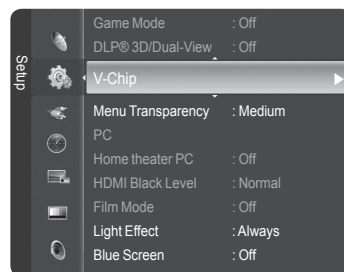 Setup
Game Mode : Off
DLP® 3D/Dual-View : Off
V-Chip
Menu Transparency : Medium
PC
Home theater PC : Off
HDMI Black Level : Normal
Film Mode : Off
Light Effect : Always
Blue Screen : Off